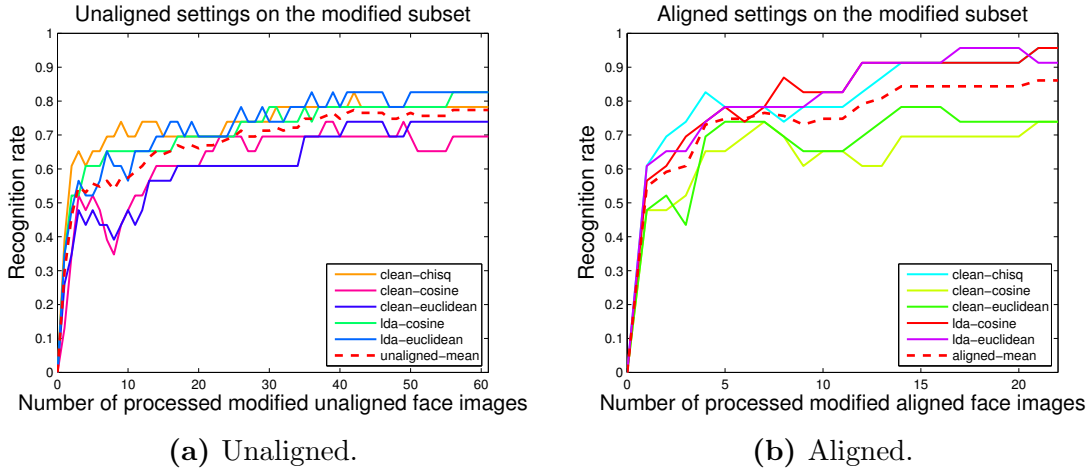 Unaligned settings on the modified subset
1
0.9
0.8
0.7
0.6
0.5
0.4
0.3
0.2
0.1
0
Recognition rate
clean-chisq
clean-cosine
clean-euclidean
lda-cosine
lda-euclidean
unaligned-mean
0 10 20 30 40 50 60
Number of processed modified unaligned face images
(a) Unaligned.
Aligned settings on the modified subset
1
0.9
0.8
0.7
0.6
0.5
0.4
0.3
0.2
0.1
0
Recognition rate
clean-chisq
clean-cosine
clean-euclidean
lda-cosine
lda-euclidean
aligned-mean
0 5 10 15 20
Number of processed modified aligned face images
(b) Aligned.